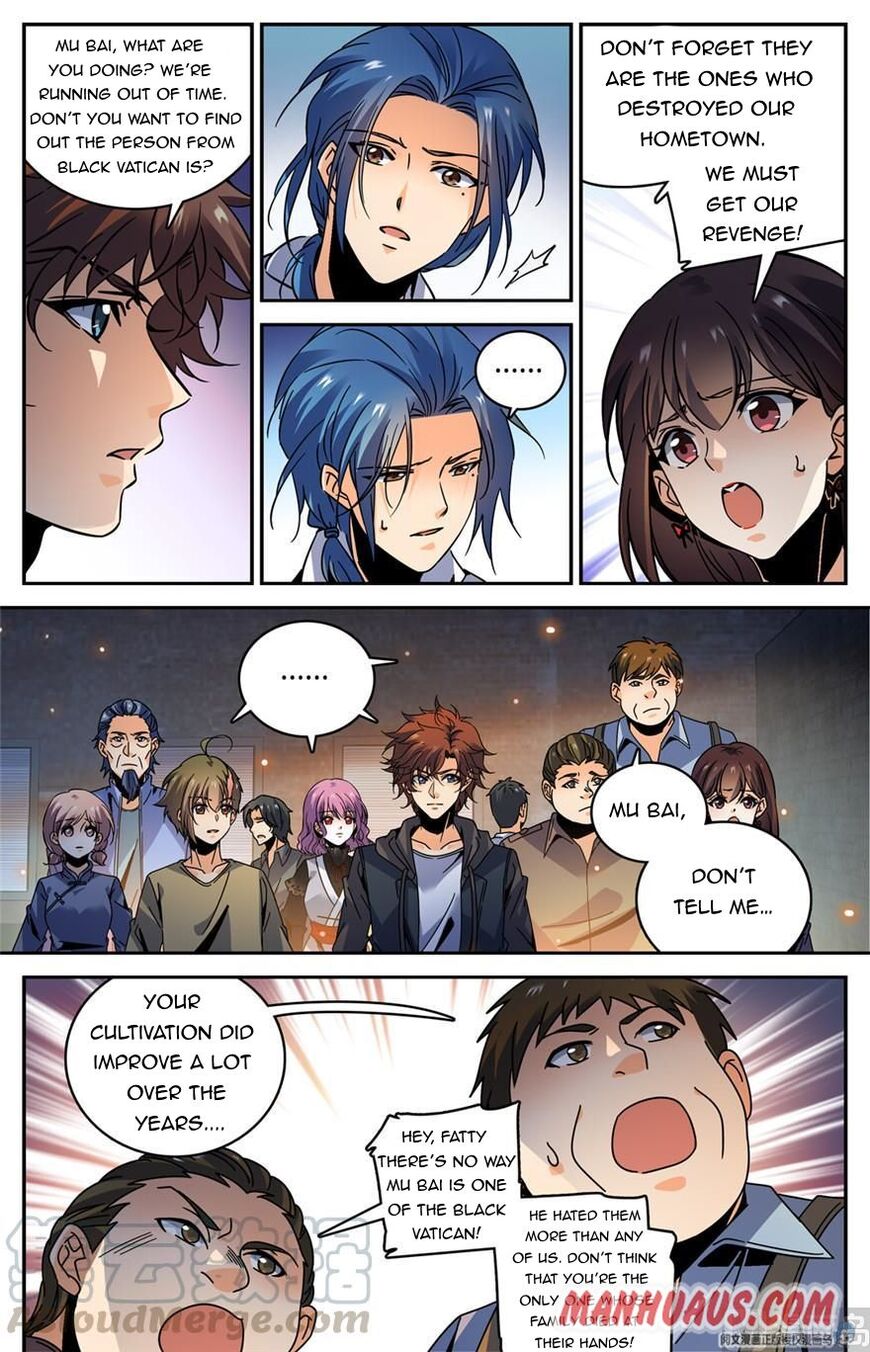 MU BAI, WHAT ARE
YOU DOING? WE'RE
RUNNING OUT OF TIME.
DON'T YOU WANT TO FIND
OUT THE PERSON FROM
BLACK VATICAN IS?
DON'T FORGET THEY
ARE THE ONES WHO
DESTROYED OUR
HOMETOWN.
WE MUST
GET OUR
REVENGE!
......
......
MU BAI,
DON'T
TELL ME...
YOUR
CULTIVATION DID
IMPROVE A LOT
OVER THE
YEARS....
HEY, FATTY
THERE'S NO WAY
MU BAI IS ONE
OF THE BLACK
VATICAN!
HE HATED THEM
MORE THAN ANY
OF US. DON'T THINK
THAT YOU'RE THE
ONLY ONE WHOSE
FAMILY DIED AT
THEIR HANDS!
MANHUAUS.COM